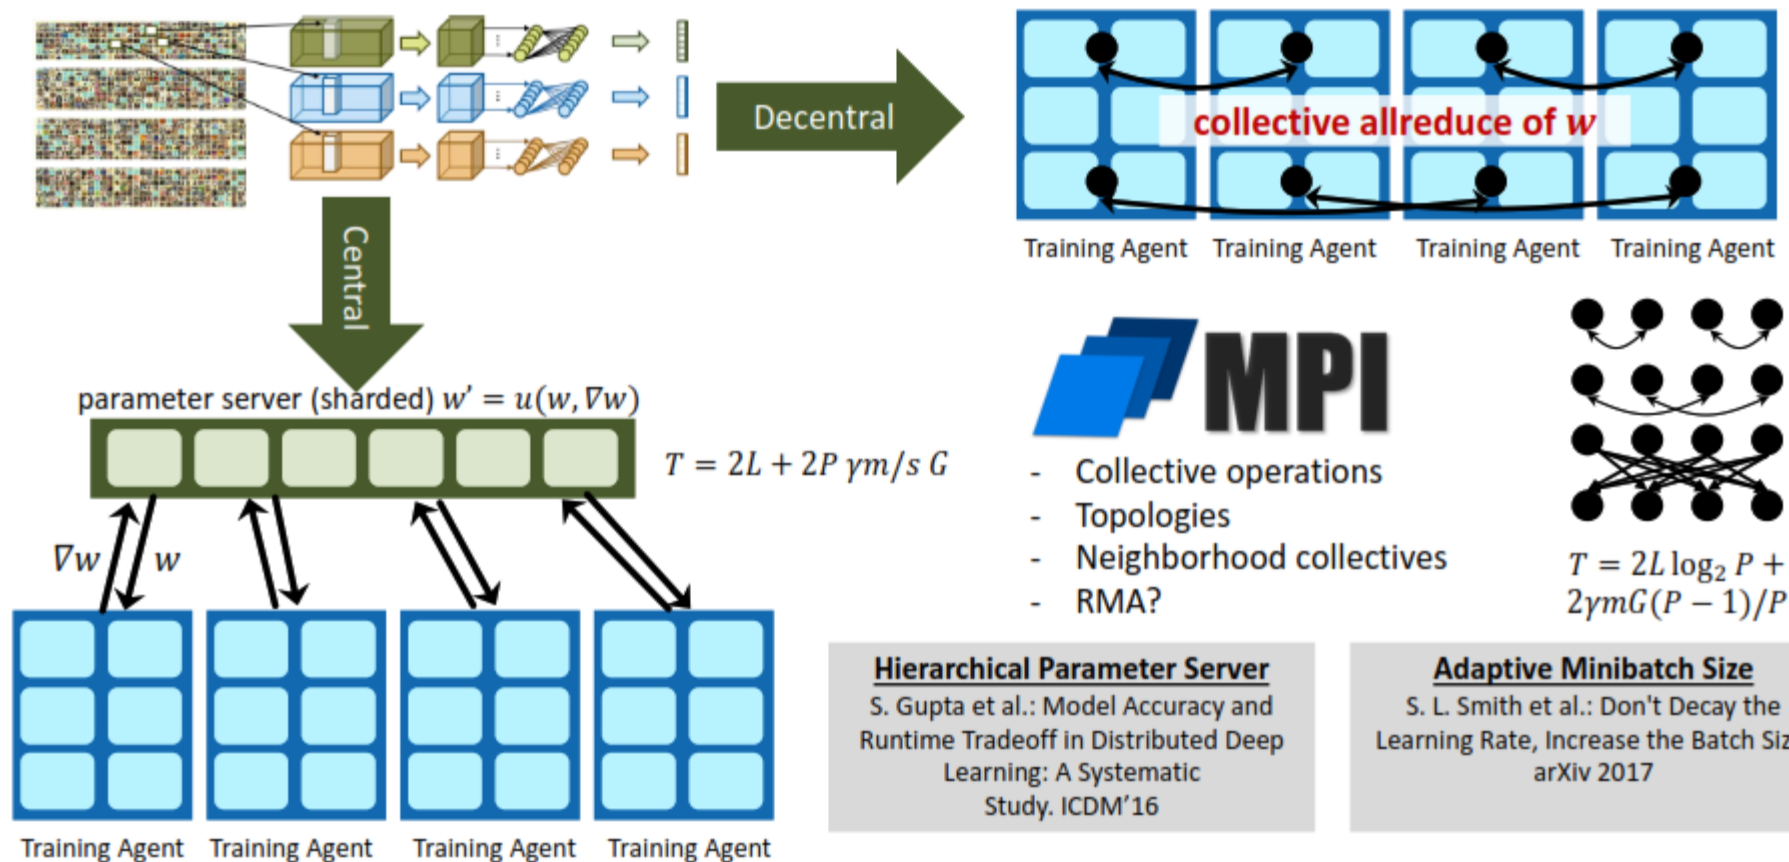 Decentral
collective allreduce of w
Training Agent
Training Agent
Training Agent
Training Agent
Central
parameter server (sharded) w' = u(w, ∇w)
T = 2L + 2P γm/s G
∇w
w
Training Agent
Training Agent
Training Agent
Training Agent
MPI
- Collective operations
- Topologies
- Neighborhood collectives
- RMA?
T = 2L log₂ P +
2γmG(P − 1)/P
Hierarchical Parameter Server
S. Gupta et al.: Model Accuracy and
Runtime Tradeoff in Distributed Deep
Learning: A Systematic
Study. ICDM'16
Adaptive Minibatch Size
S. L. Smith et al.: Don't Decay the
Learning Rate, Increase the Batch Siz
arXiv 2017